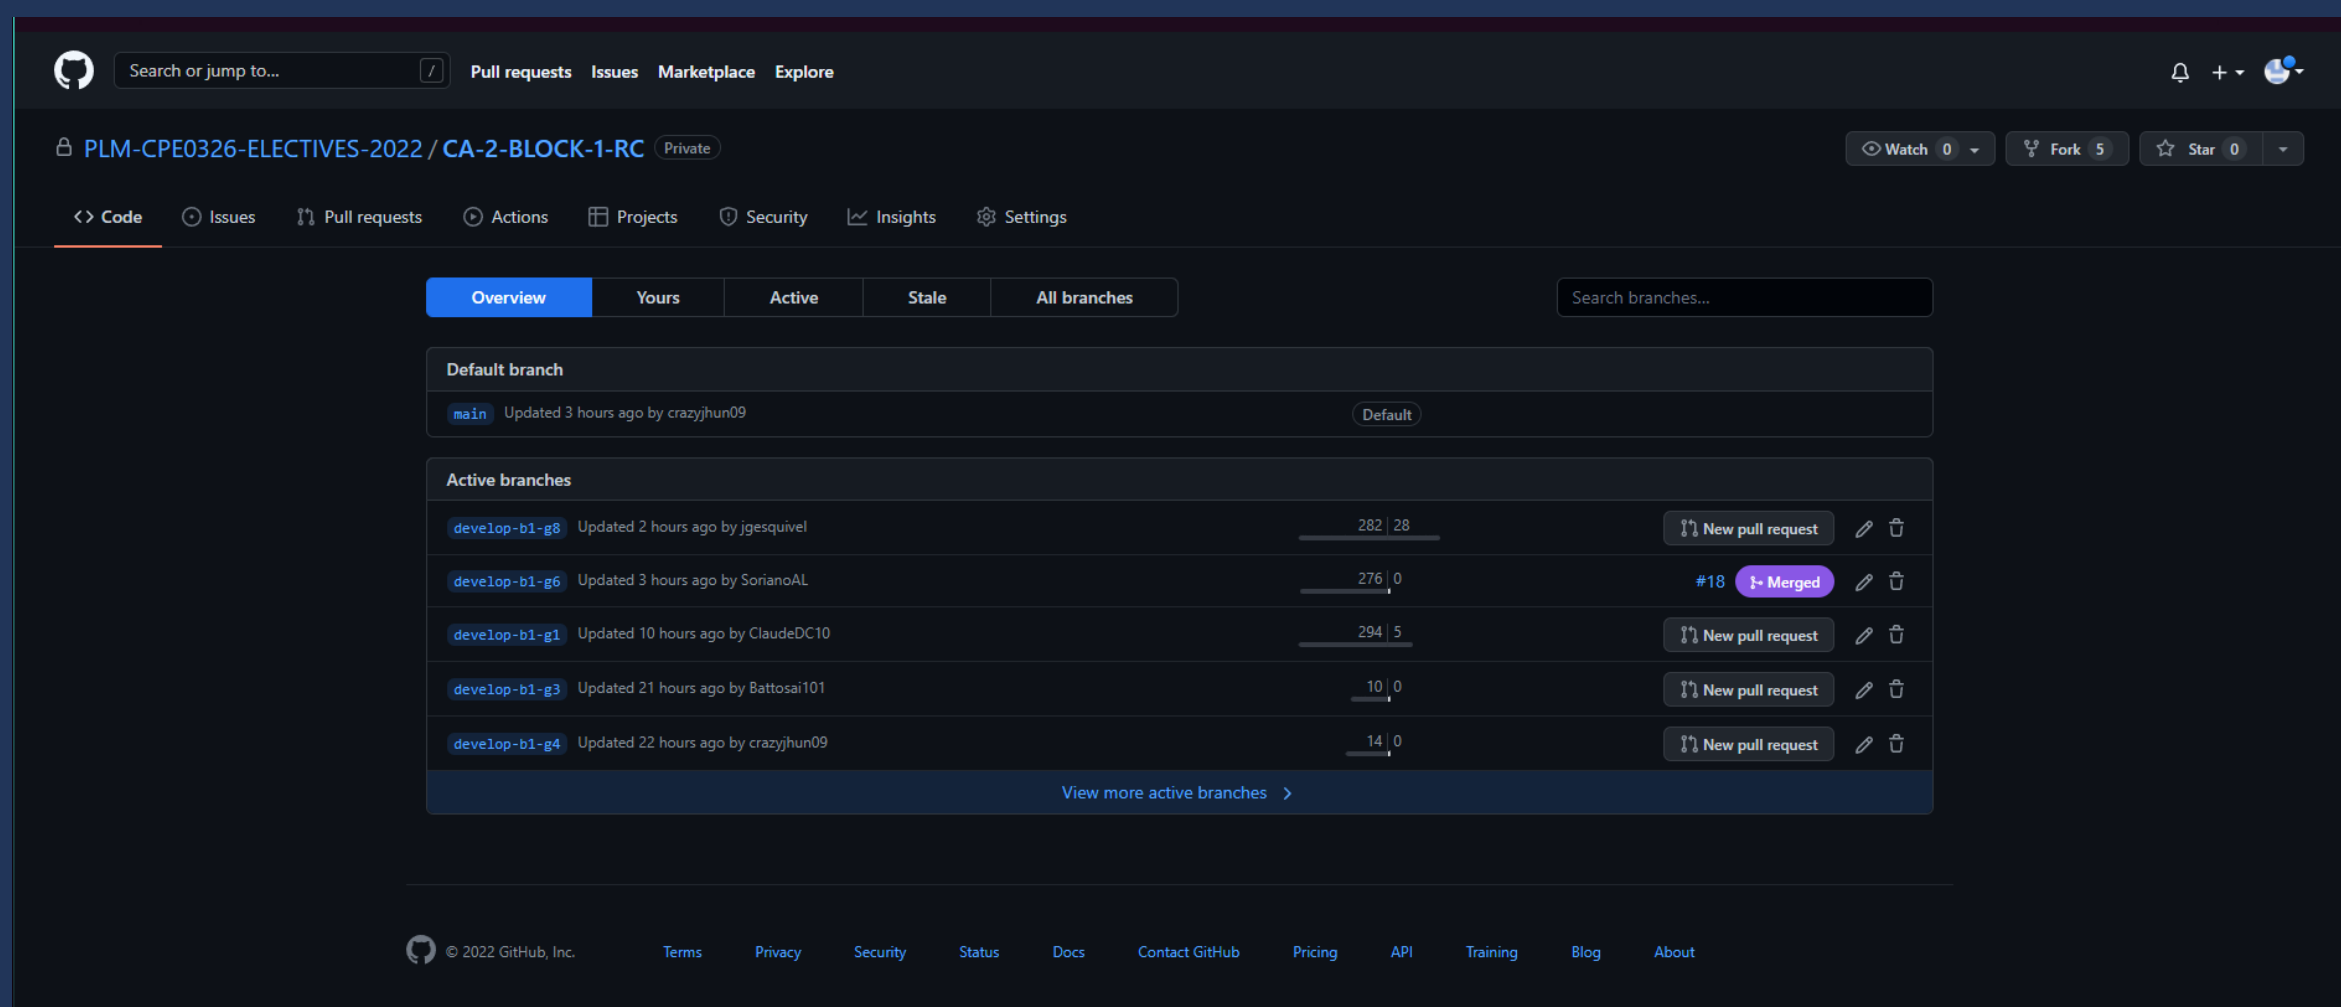 Search or jump to... / Pull requests Issues Marketplace Explore
PLM-CPE0326-ELECTIVES-2022 / CA-2-BLOCK-1-RC Private Watch 0 Fork 5 Star 0
Code Issues Pull requests Actions Projects Security Insights Settings
Overview Yours Active Stale All branches Search branches...
Default branch
main Updated 3 hours ago by crazyjhun09 Default
Active branches
develop-b1-g8 Updated 2 hours ago by jgesquivel 282 28 New pull request
develop-b1-g6 Updated 3 hours ago by SorianoAL 276 0 #18 Merged
develop-b1-g1 Updated 10 hours ago by ClaudeDC10 294 5 New pull request
develop-b1-g3 Updated 21 hours ago by Battosai101 10 0 New pull request
develop-b1-g4 Updated 22 hours ago by crazyjhun09 14 0 New pull request
View more active branches
© 2022 GitHub, Inc. Terms Privacy Security Status Docs Contact GitHub Pricing API Training Blog About